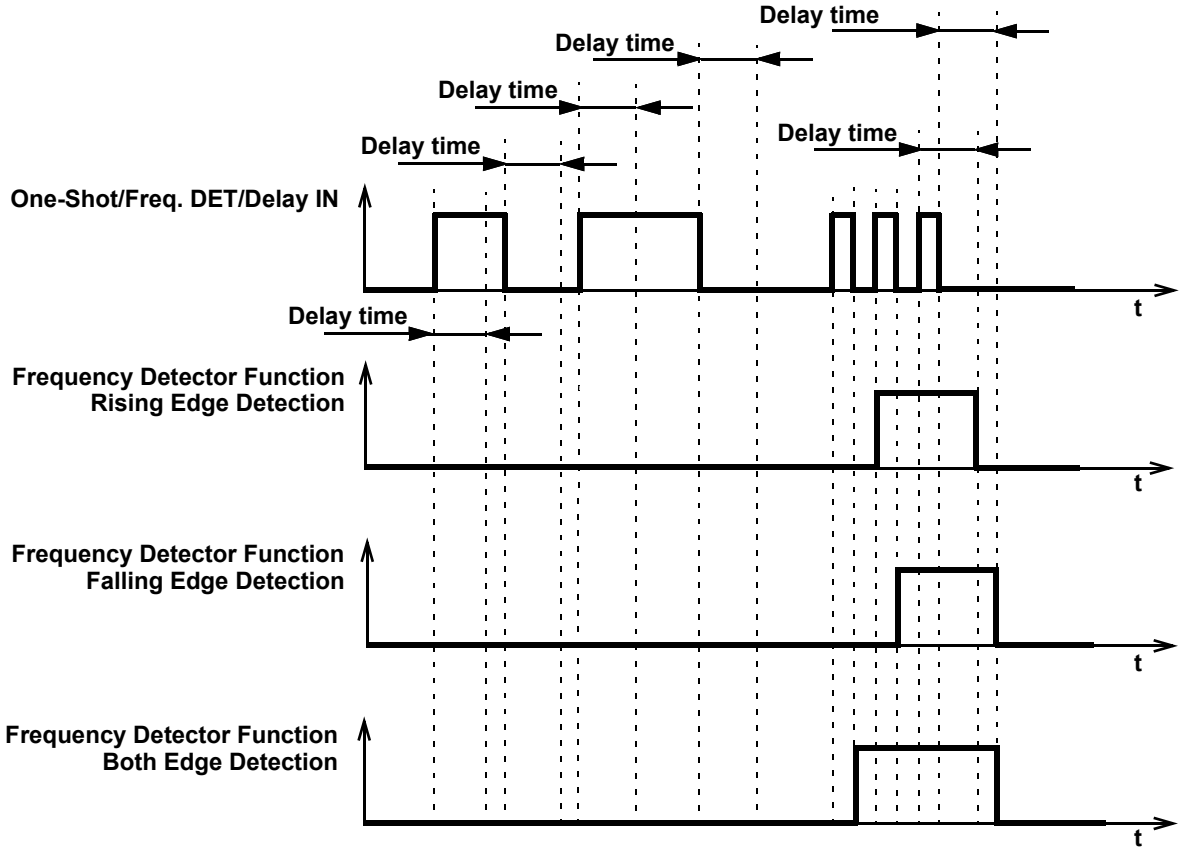 Delay time
Delay time
Delay time
Delay time
Delay time
One-Shot/Freq. DET/Delay IN
t
Delay time
Frequency Detector Function
Rising Edge Detection
t
Frequency Detector Function
Falling Edge Detection
t
Frequency Detector Function
Both Edge Detection
t